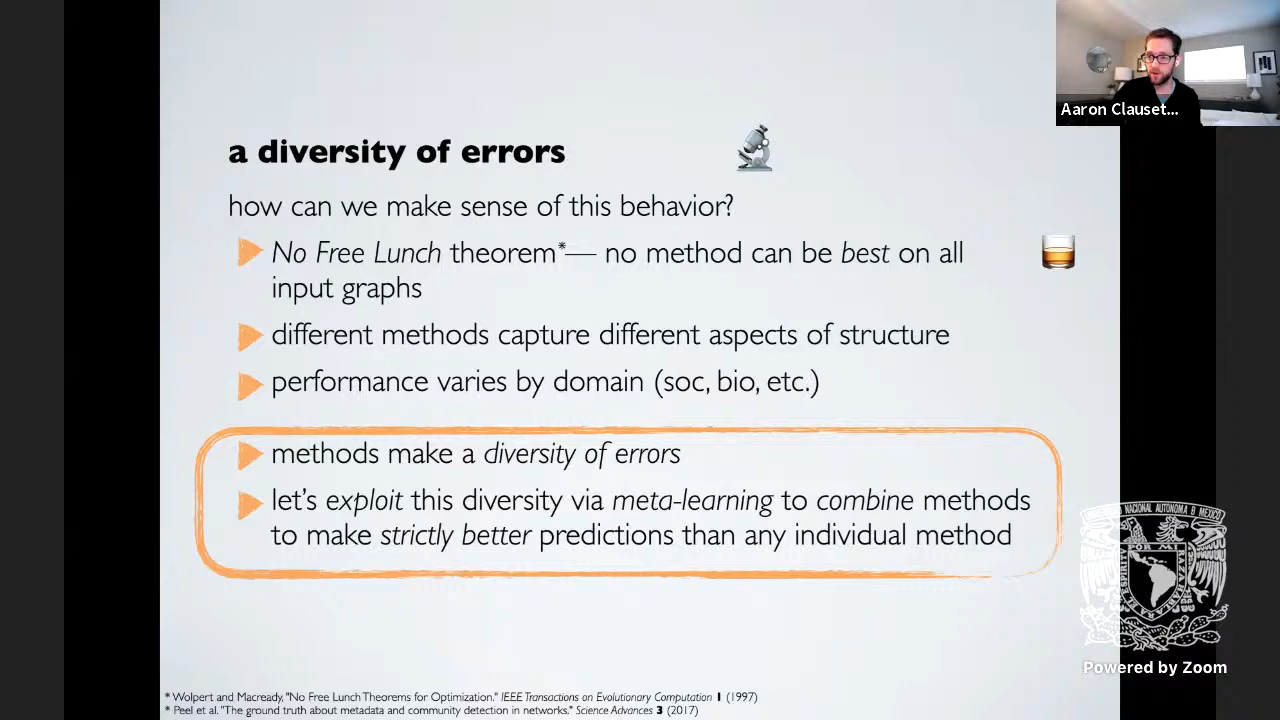 Aaron Clauset...
a diversity of errors
how can we make sense of this behavior?
No Free Lunch theorem*— no method can be best on all
input graphs
different methods capture different aspects of structure
performance varies by domain (soc, bio, etc.)
methods make a diversity of errors
let's exploit this diversity via meta-learning to combine methods
to make strictly better predictions than any individual method
Powered by Zoom
* Wolpert and Macready, "No Free Lunch Theorems for Optimization." IEEE Transactions on Evolutionary Computation 1 (1997)
* Peel et al. "The ground truth about metadata and community detection in networks." Science Advances 3 (2017)